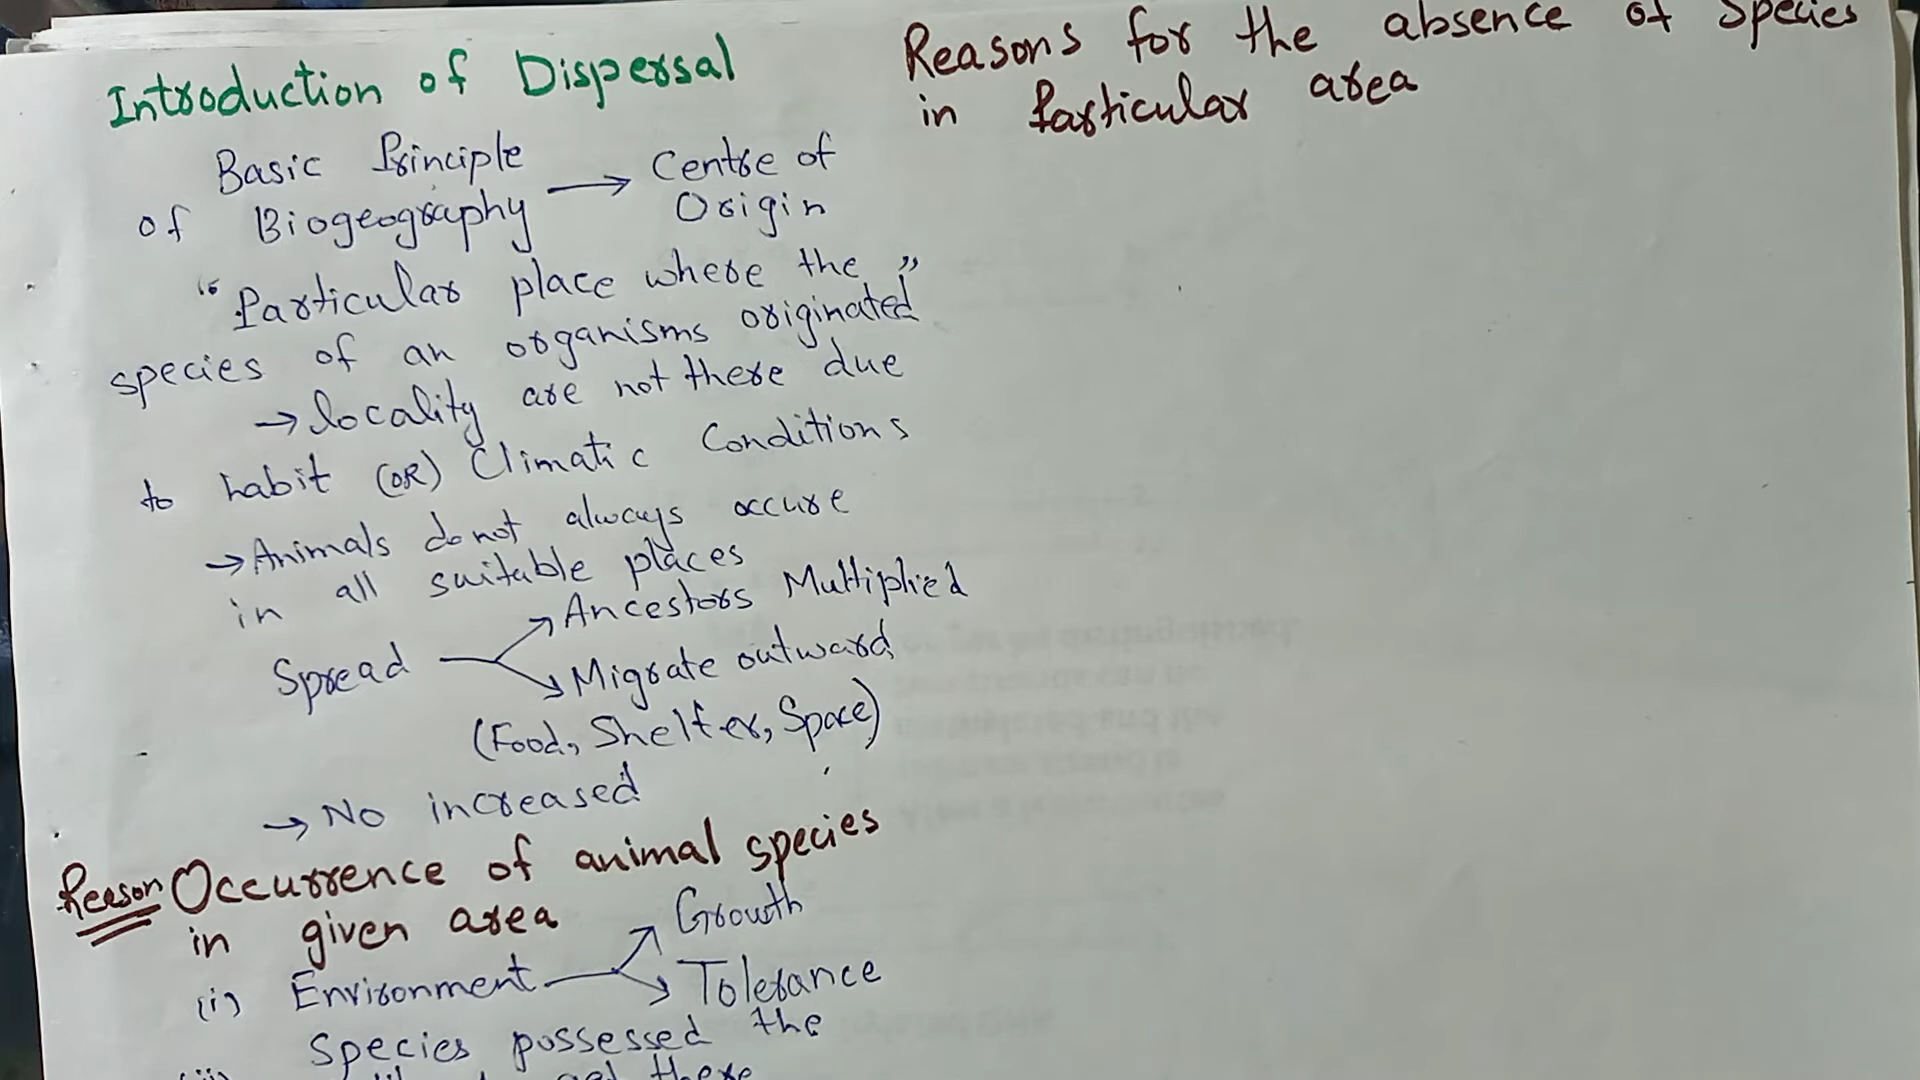 Introduction of Dispersal
Basic Principle
of Biogeography → Centre of
Origin
"Particular place where the"
species of an organisms originated
→ locality are not there due
to habit (OR) Climatic Conditions
→ Animals do not always occure
in all suitable places
Spread → Ancestors Multiplied
→ Migrate outward
(Food, Shelter, Space)
→ No increased
Reason Occurrence of animal species
in given area
(i) Environment → Growth
→ Tolerance
Species possessed the
(ii) get there
Reasons for the absence of Species
in Particular area